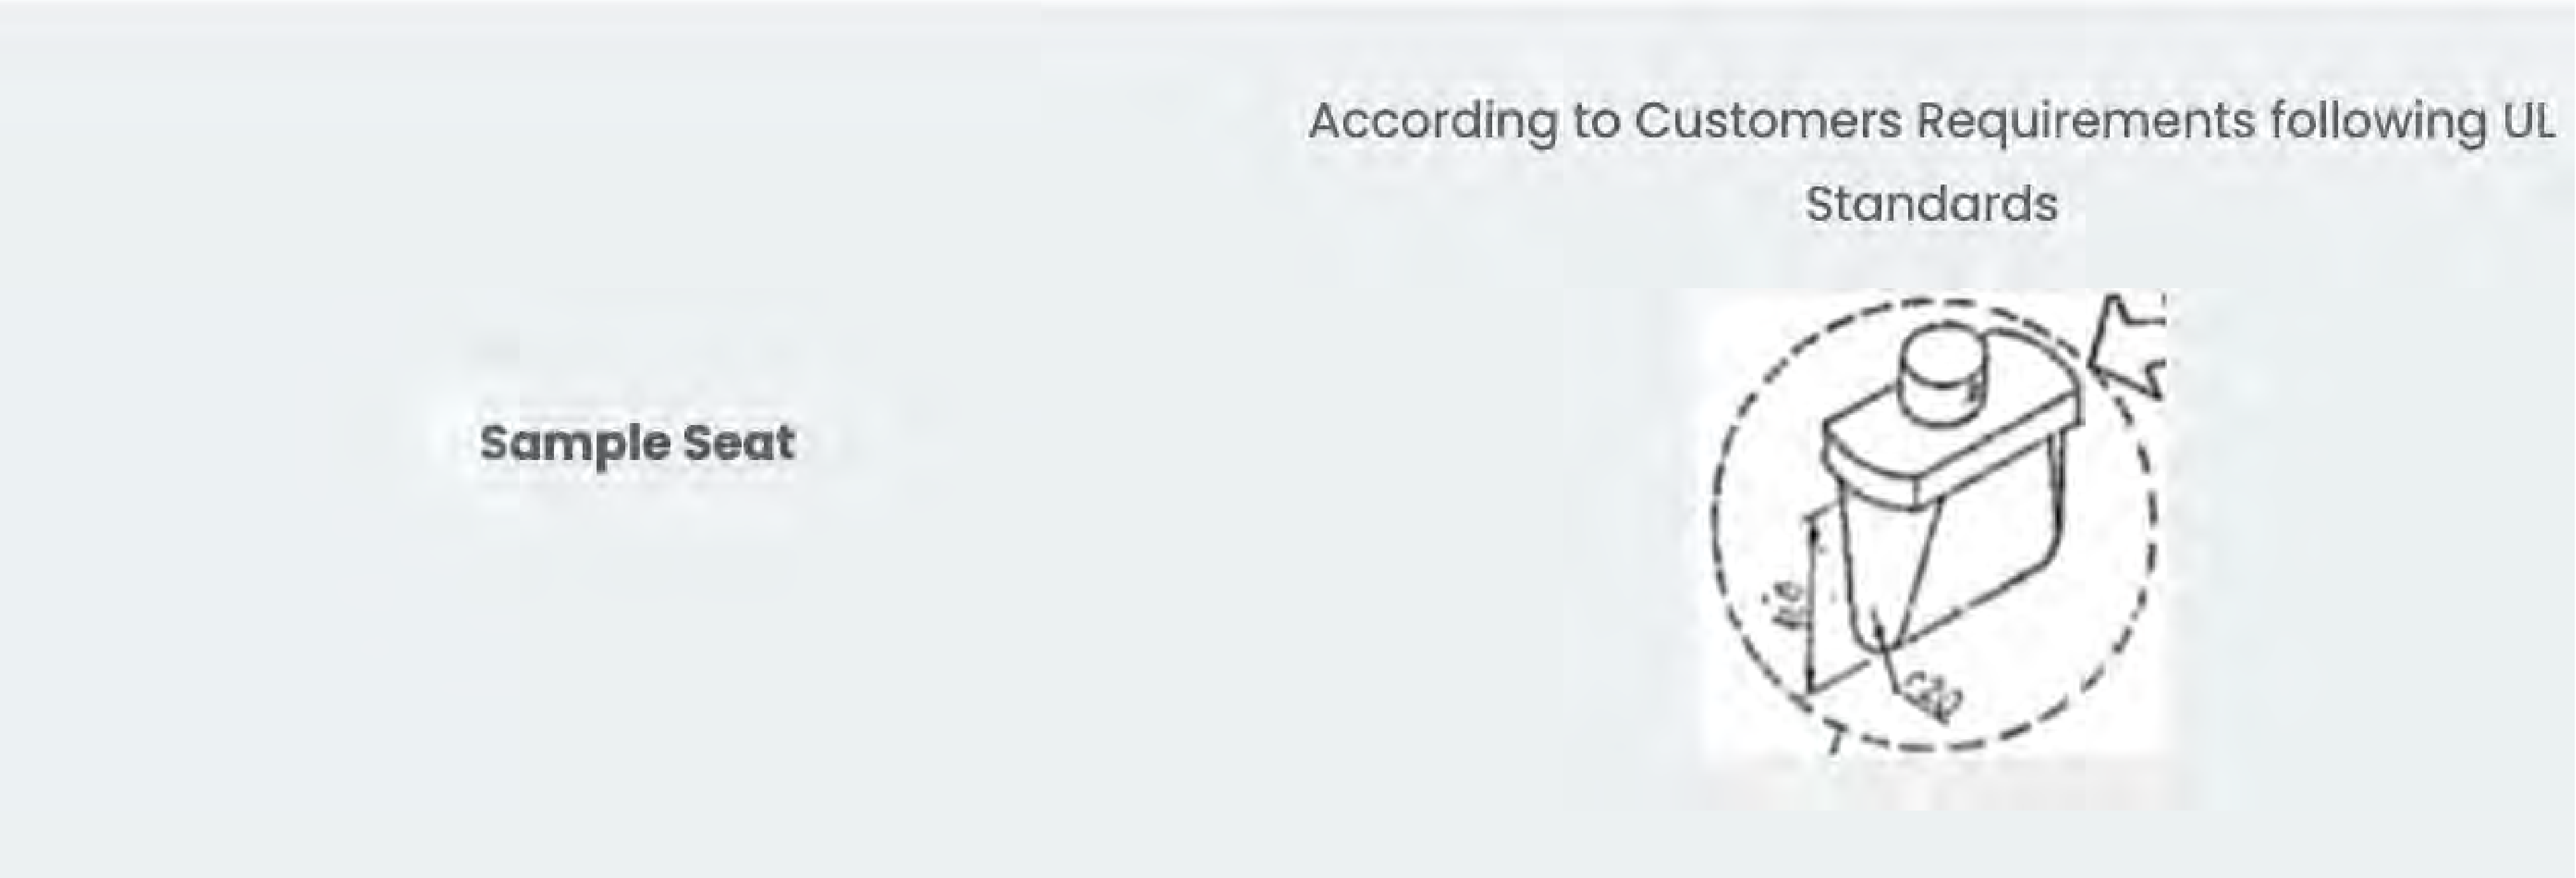 According to Customers Requirements following UL
Standards
Sample Seat